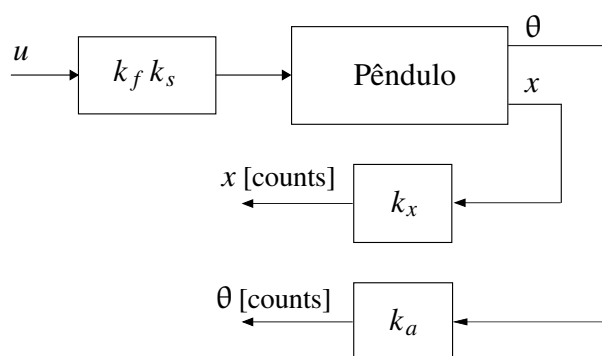 θ
u
k_f k_s
Pêndulo
x
x [counts]
k_x
θ [counts]
k_a